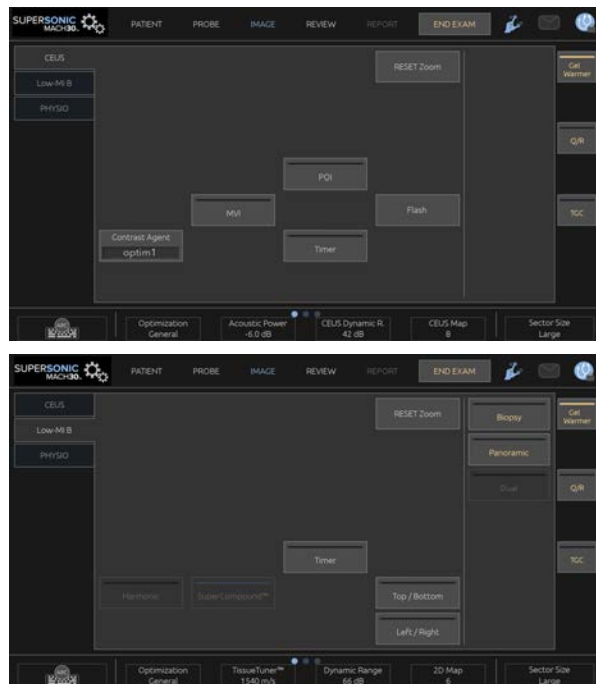 SUPERSONIC MACH30. PATIENT PROBE IMAGE REVIEW REPORT END EXAM
CEUS
RESET Zoom
Gel Warmer
Low-MI B
PHYSIO
Q/R
PQI
MVI
Flash
TGC
Contrast Agent
optim1
Timer
Optimization Acoustic Power CEUS Dynamic R. CEUS Map Sector Size
General -6.0 dB 42 dB 8 Large
SUPERSONIC MACH30. PATIENT PROBE IMAGE REVIEW REPORT END EXAM
CEUS
RESET Zoom
Biopsy
Gel Warmer
Low-MI B
PHYSIO
Panoramic
Dual
Q/R
Timer
TGC
Harmonic SuperCompound™ Top / Bottom
Left / Right
Optimization TissueTuner™ Dynamic Range 2D Map Sector Size
General 1540 m/s 66 dB 6 Large